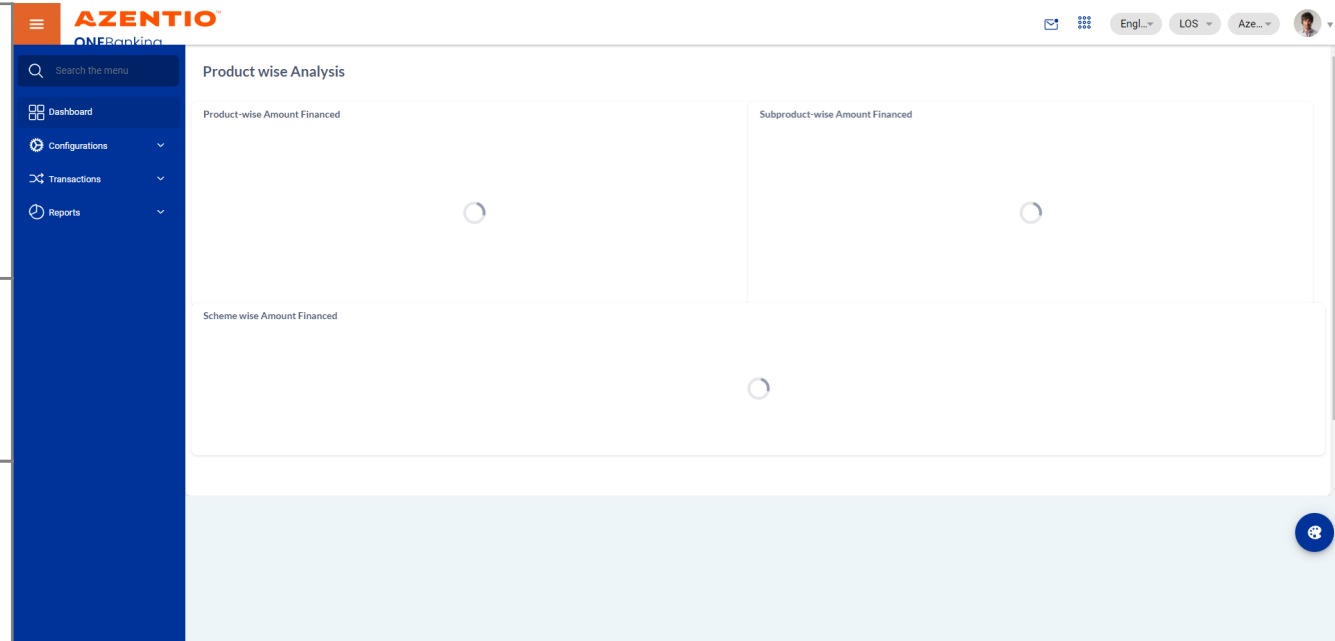 AZENTIO™
ONEBanking
Engl...
LOS
Aze...
Search the menu
Dashboard
Configurations
Transactions
Reports
Product wise Analysis
Product-wise Amount Financed
Subproduct-wise Amount Financed
Scheme wise Amount Financed